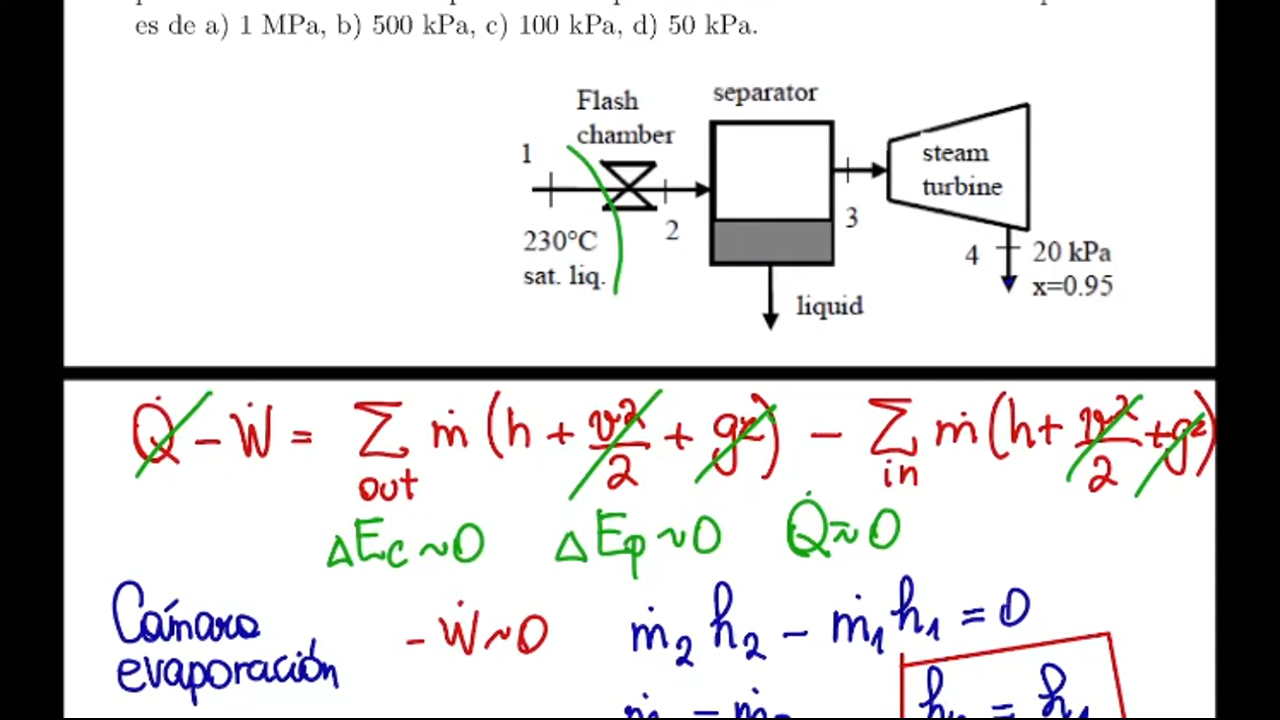 es de a) 1 MPa, b) 500 kPa, c) 100 kPa, d) 50 kPa.
Flash
chamber
separator
1
2
3
steam
turbine
230°C
sat. liq.
4
20 kPa
x=0.95
liquid
Q̇ - Ẇ = Σ ṁ (h + v²/2 + gz) - Σ ṁ (h + v²/2 + gz)
out in
ΔEc ~ 0 ΔEp ~ 0 Q̇ ≈ 0
Cámara
evaporación
- Ẇ ~ 0
ṁ₂ h₂ - ṁ₁ h₁ = 0